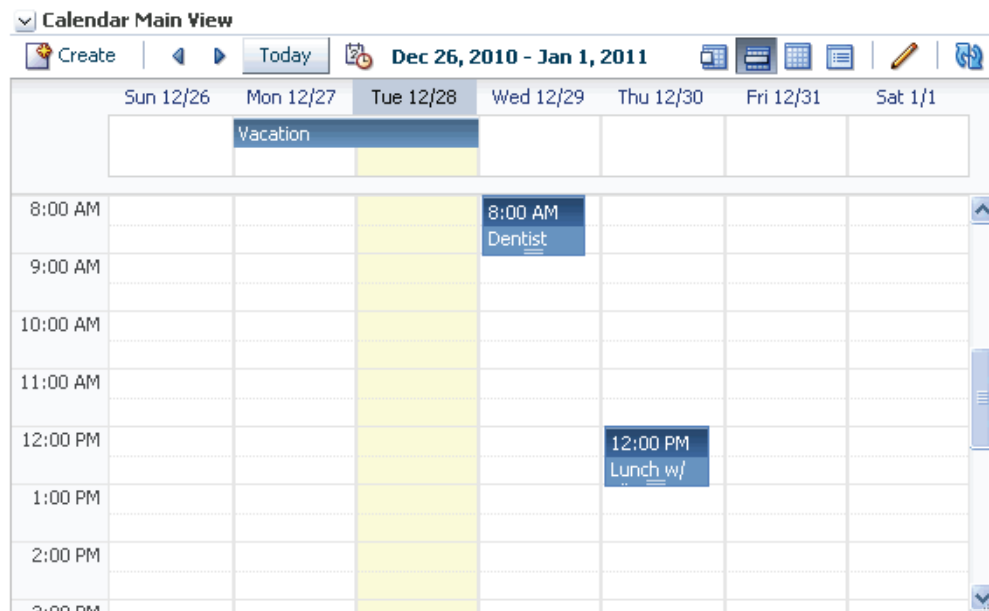 Calendar Main View
Create Today Dec 26, 2010 - Jan 1, 2011
Sun 12/26 Mon 12/27 Tue 12/28 Wed 12/29 Thu 12/30 Fri 12/31 Sat 1/1
Vacation
8:00 AM 8:00 AM
Dentist
9:00 AM
10:00 AM
11:00 AM
12:00 PM 12:00 PM
Lunch w/
1:00 PM
2:00 PM